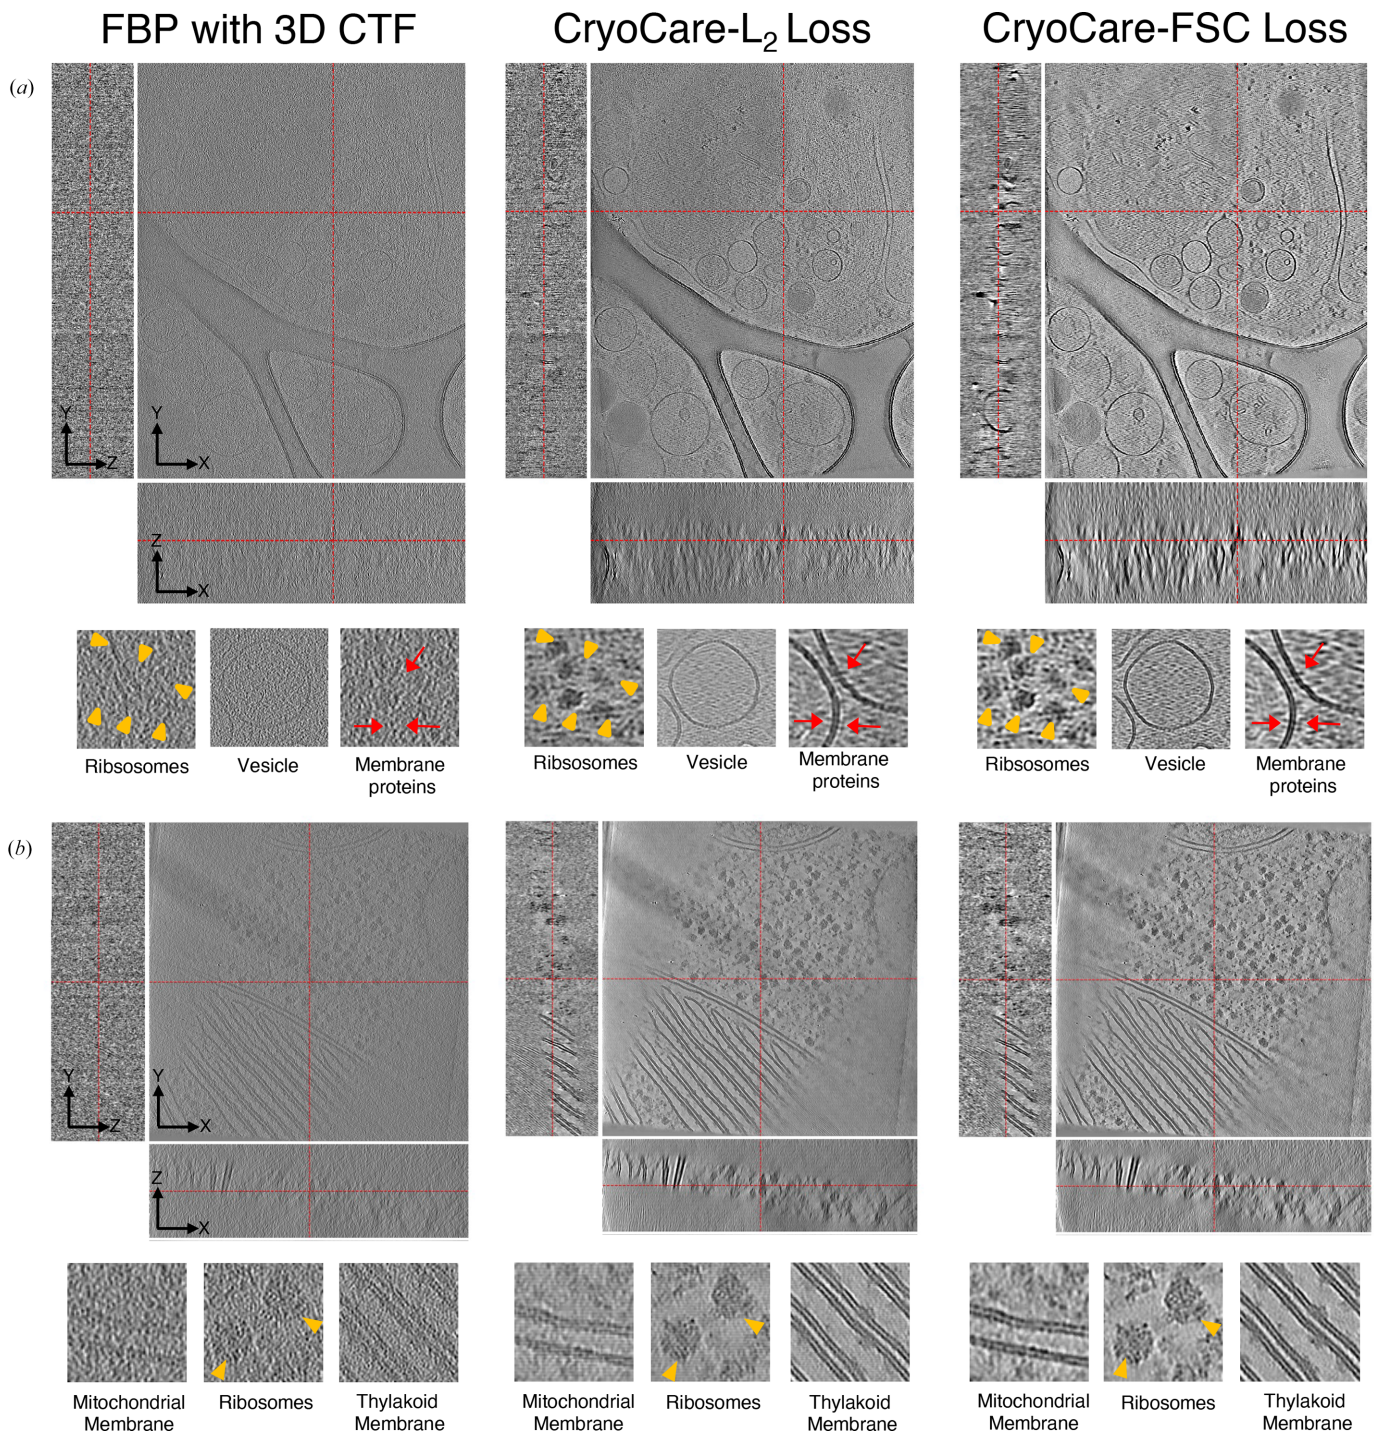 FBP with 3D CTF
CryoCare-L2 Loss
CryoCare-FSC Loss
(a)
Y
Z
Y
X
Z
X
Ribsosomes
Vesicle
Membrane
proteins
Ribsosomes
Vesicle
Membrane
proteins
Ribsosomes
Vesicle
Membrane
proteins
(b)
Y
Z
Y
X
Z
X
Mitochondrial
Membrane
Ribosomes
Thylakoid
Membrane
Mitochondrial
Membrane
Ribosomes
Thylakoid
Membrane
Mitochondrial
Membrane
Ribosomes
Thylakoid
Membrane